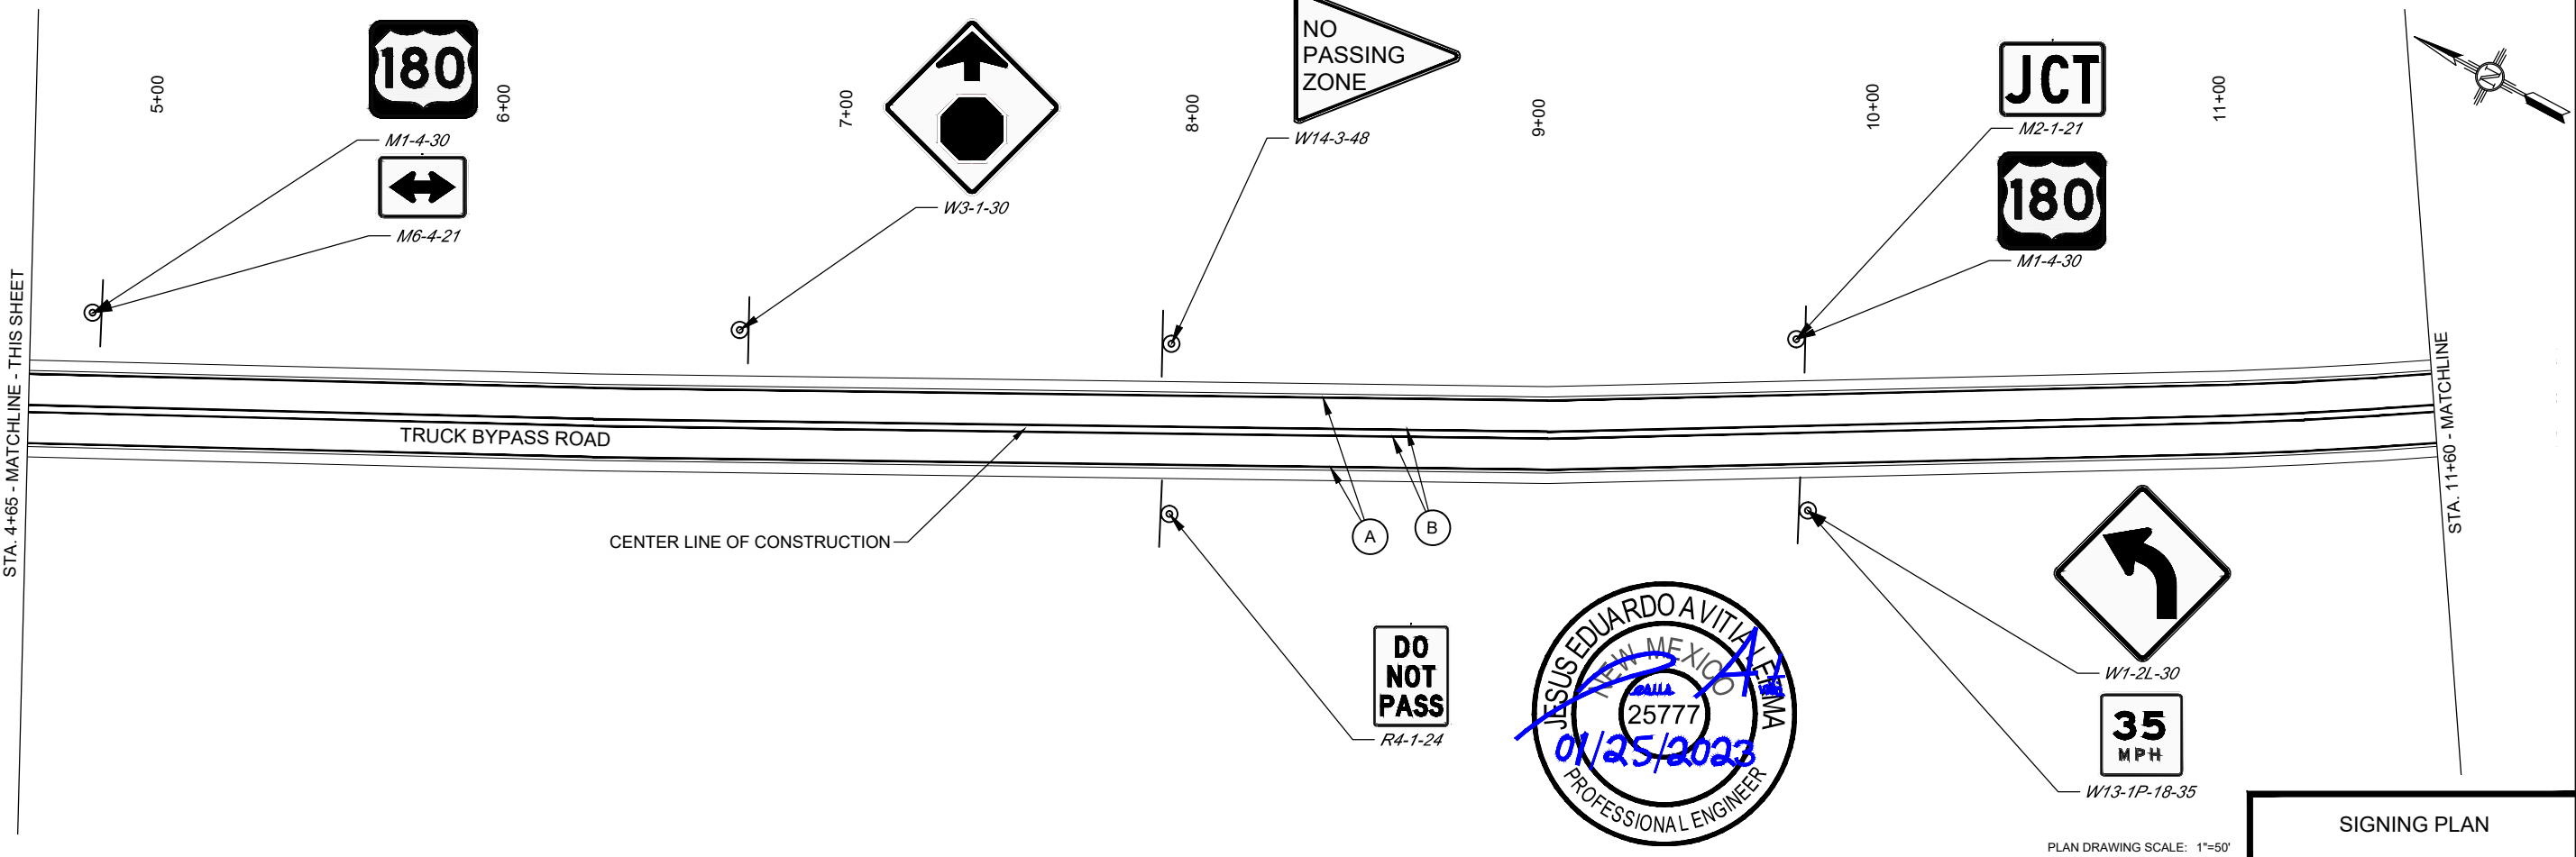 STA. 4+65 - MATCHLINE - THIS SHEET
5+00
180
M1-4-30
M6-4-21
6+00
7+00
W3-1-30
8+00
NO
PASSING
ZONE
W14-3-48
9+00
10+00
JCT
M2-1-21
180
M1-4-30
11+00
N
STA. 11+60 - MATCHLINE
TRUCK BYPASS ROAD
CENTER LINE OF CONSTRUCTION
A
B
DO
NOT
PASS
R4-1-24
JESUS EDUARDO AVITIA
NEW MEXICO
25777
01/25/2023
PROFESSIONAL ENGINEER
W1-2L-30
35
MPH
W13-1P-18-35
SIGNING PLAN
PLAN DRAWING SCALE: 1"=50'